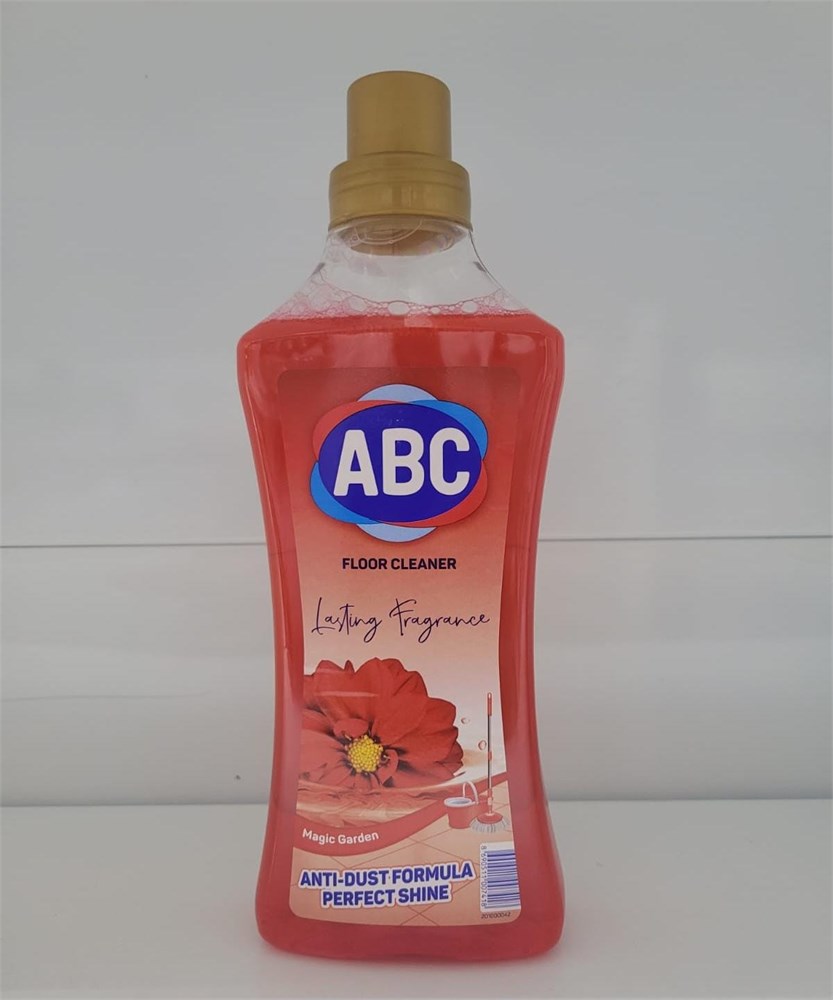 ABC
FLOOR CLEANER
Lasting Fragrance
Magic Garden
ANTI-DUST FORMULA
PERFECT SHINE